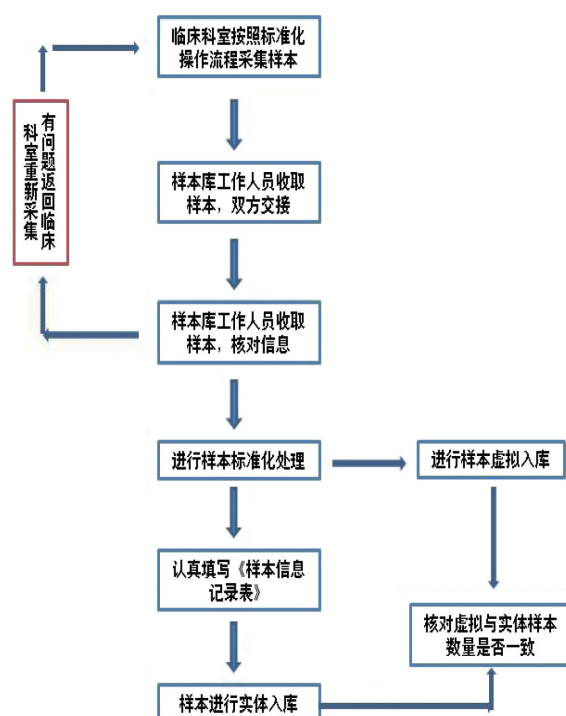 临床科室按照标准化
操作流程采集样本
有问题返回临床
科室重新采集
样本库工作人员收取
样本，双方交接
样本库工作人员收取
样本，核对信息
进行样本标准化处理
进行样本虚拟入库
认真填写《样本信息
记录表》
核对虚拟与实体样本
数量是否一致
样本进行实体入库